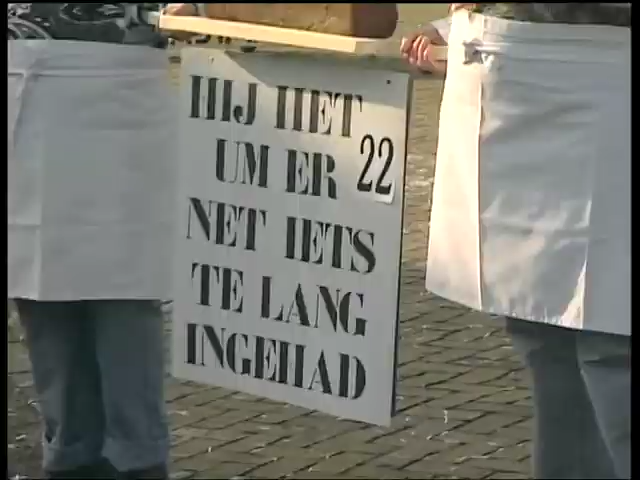 HIJ HET
UM ER 22
NET IETS
TE LANG
INGEHAD